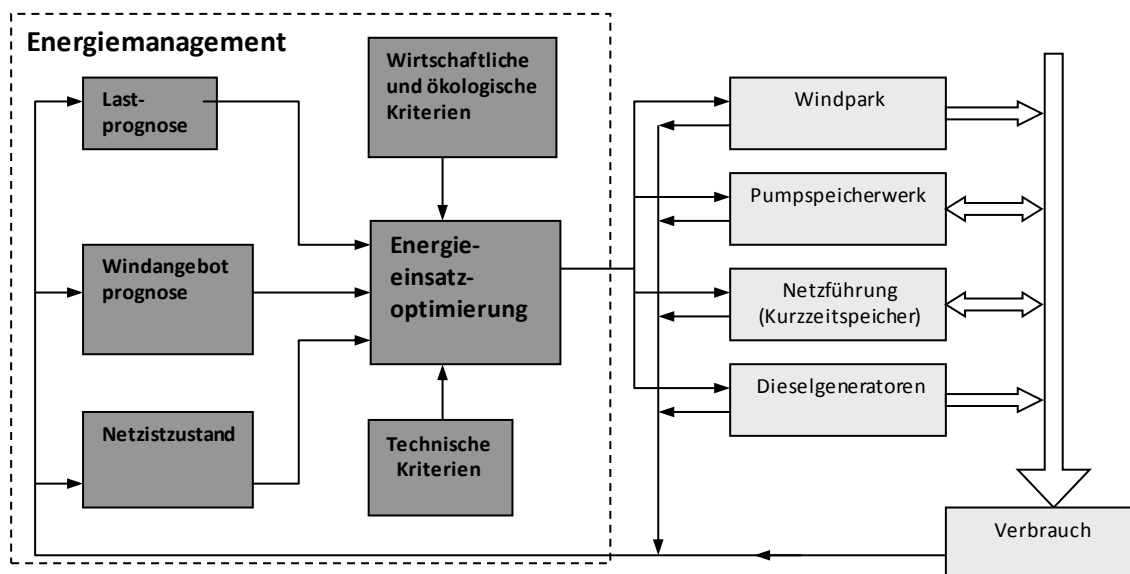 Energiemanagement
Last-
prognose
Windangebot
prognose
Netzistzustand
Wirtschaftliche
und ökologische
Kriterien
Energie-
einsatz-
optimierung
Technische
Kriterien
Windpark
Pumpspeicherwerk
Netzführung
(Kurzzeitspeicher)
Dieselgeneratoren
Verbrauch